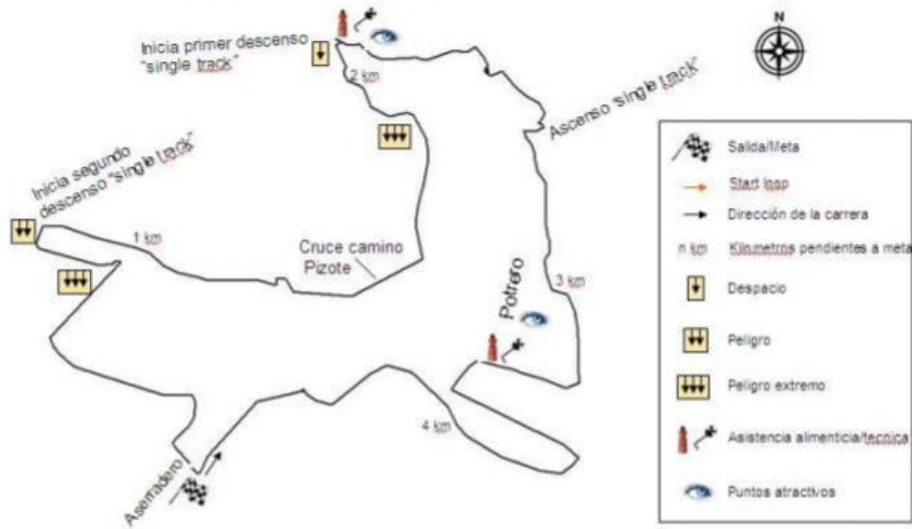 Inicia primer descenso
"single track"
2 km
N
Ascenso "single track"
Inicia segundo
descenso "single track"
1 km
Cruce camino
Pizote
Potrero
3 km
4 km
Aserradero
Salida/Meta
Start loop
Dirección de la carrera
n km Kilometros pendientes a meta
Despacio
Peligro
Peligro extremo
Asistencia alimenticia/tecnica
Puntos atractivos